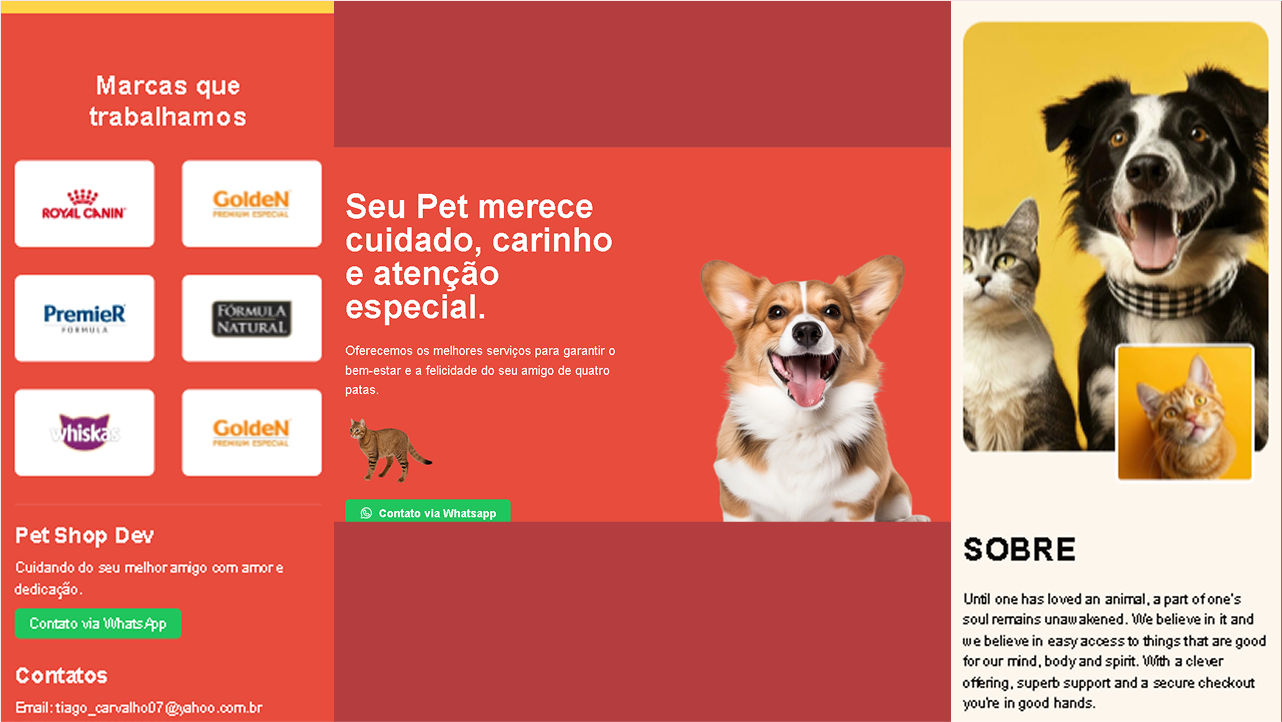 Marcas que
trabalhamos
ROYAL CANIN
GoldeN
PREMIUM ESPECIAL
PremieR
FORMULA
FÓRMULA
NATURAL
whiskas
GoldeN
PREMIUM ESPECIAL
Pet Shop Dev
Cuidando do seu melhor amigo com amor e
dedicação.
Contato via WhatsApp
Contatos
Email: tiago_carvalho07@yahoo.com.br
Seu Pet merece
cuidado, carinho
e atenção
especial.
Oferecemos os melhores serviços para garantir o
bem-estar e a felicidade do seu amigo de quatro
patas.
Contato via Whatsapp
SOBRE
Until one has loved an animal, a part of one's
soul remains unawakened. We believe in it and
we believe in easy access to things that are good
for our mind, body and spirit. With a clever
offering, superb support and a secure checkout
you're in good hands.